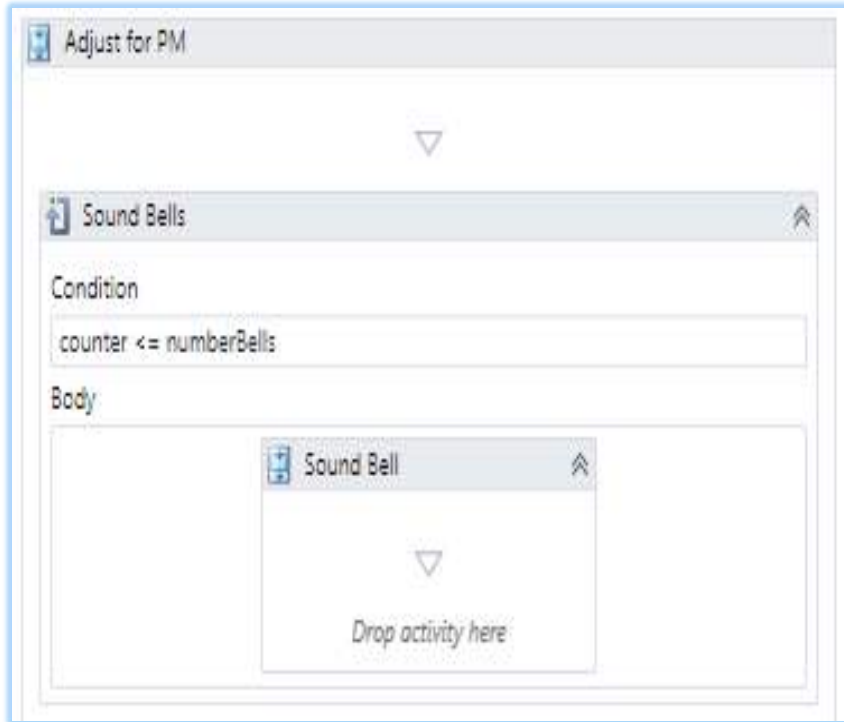 Adjust for PM
Sound Bells
Condition
counter <= numberBells
Body
Sound Bell
Drop activity here